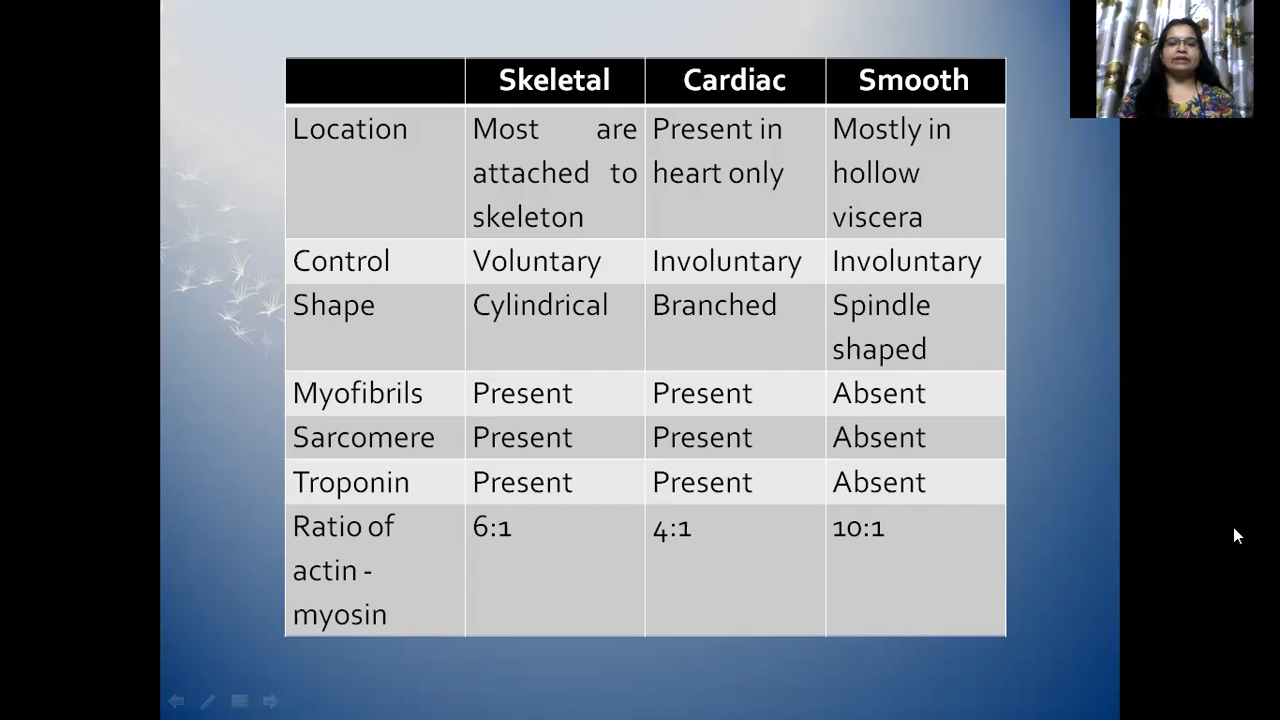 Skeletal Cardiac Smooth
Location Most are attached to skeleton Present in heart only Mostly in hollow viscera
Control Voluntary Involuntary Involuntary
Shape Cylindrical Branched Spindle shaped
Myofibrils Present Present Absent
Sarcomere Present Present Absent
Troponin Present Present Absent
Ratio of actin - myosin 6:1 4:1 10:1